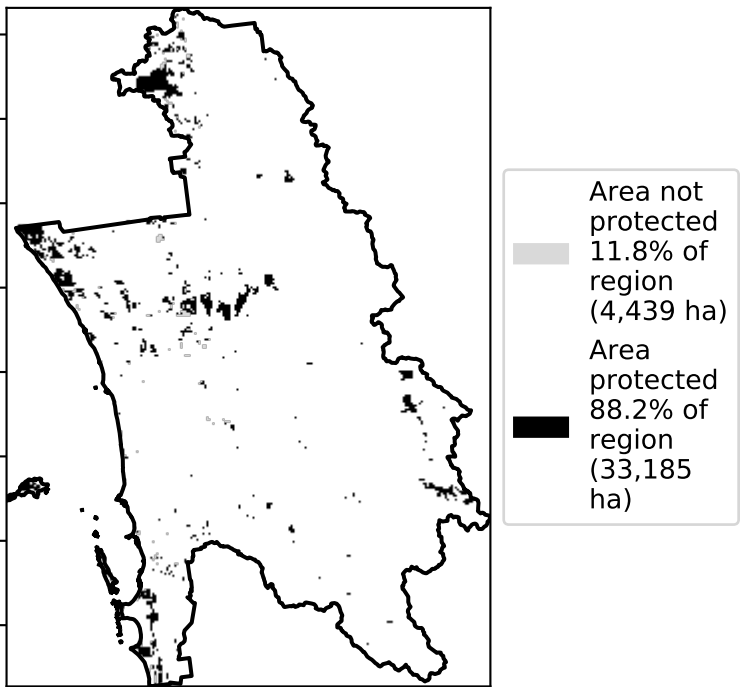 Area not
protected
11.8% of
region
(4,439 ha)
Area
protected
88.2% of
region
(33,185
ha)